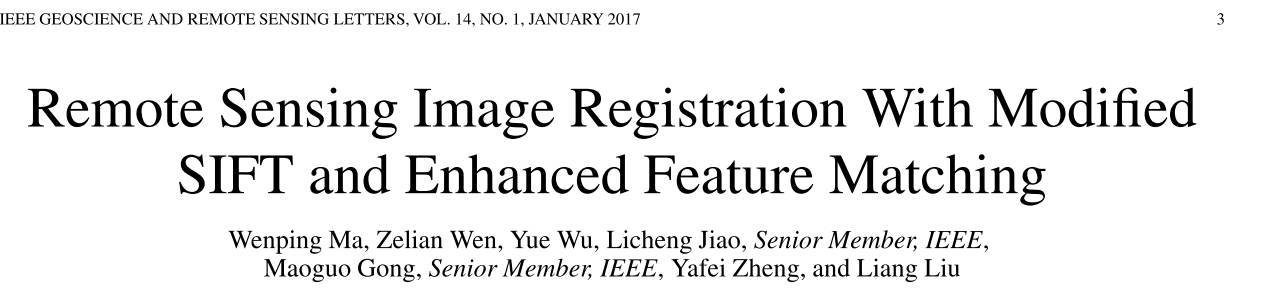 IEEE GEOSCIENCE AND REMOTE SENSING LETTERS, VOL. 14, NO. 1, JANUARY 2017 3
Remote Sensing Image Registration With Modified
SIFT and Enhanced Feature Matching
Wenping Ma, Zelian Wen, Yue Wu, Licheng Jiao, Senior Member, IEEE,
Maoguo Gong, Senior Member, IEEE, Yafei Zheng, and Liang Liu